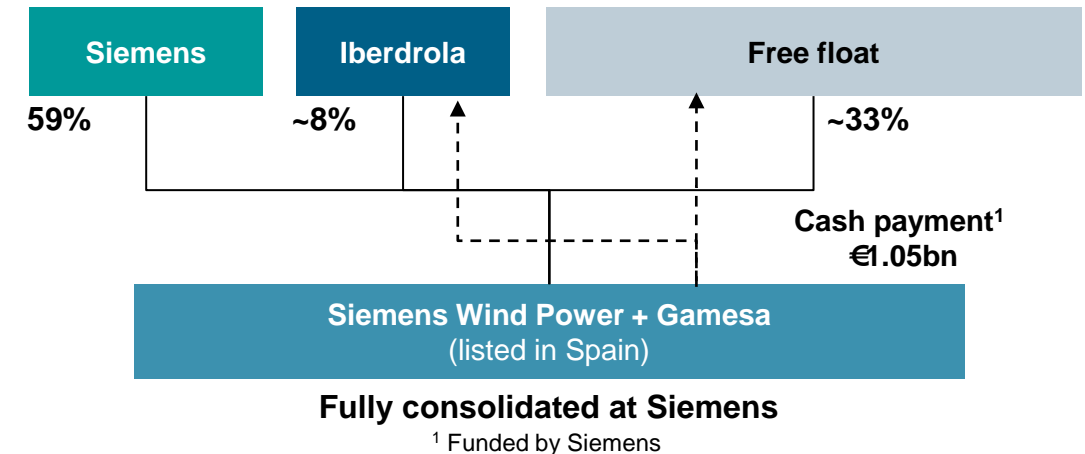 Siemens
Iberdrola
Free float
59%
~8%
~33%
Cash payment¹
€1.05bn
Siemens Wind Power + Gamesa
(listed in Spain)
Fully consolidated at Siemens
¹ Funded by Siemens